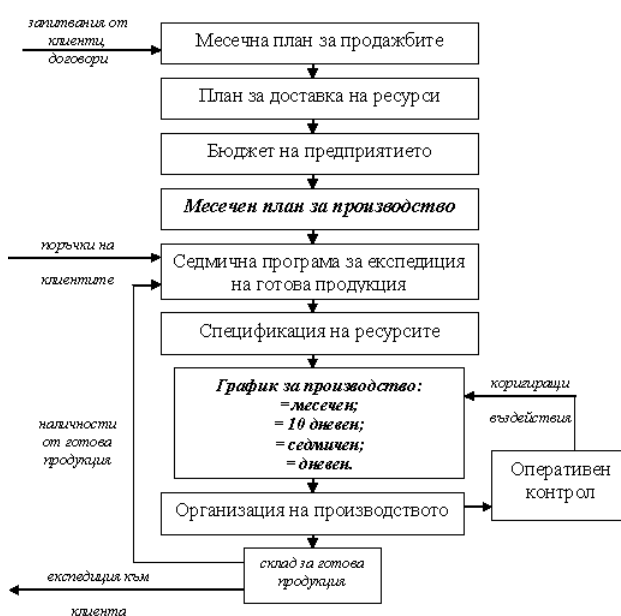 запитвания от
клиенти,
договори
Месечна план за продажбите
План за доставка на ресурси
Бюджет на предприятието
Месечен план за производство
поръчки на
клиентите
Седмична програма за експедиция
на готова продукция
Спецификация на ресурсите
График за производство:
= месечен;
= 10 дневен;
= седмичен;
= дневен.
коригиращи
въздействия
наличности
от готова
продукция
Оперативен
контрол
Организация на производството
склад за готова
продукция
експедиция към
клиента